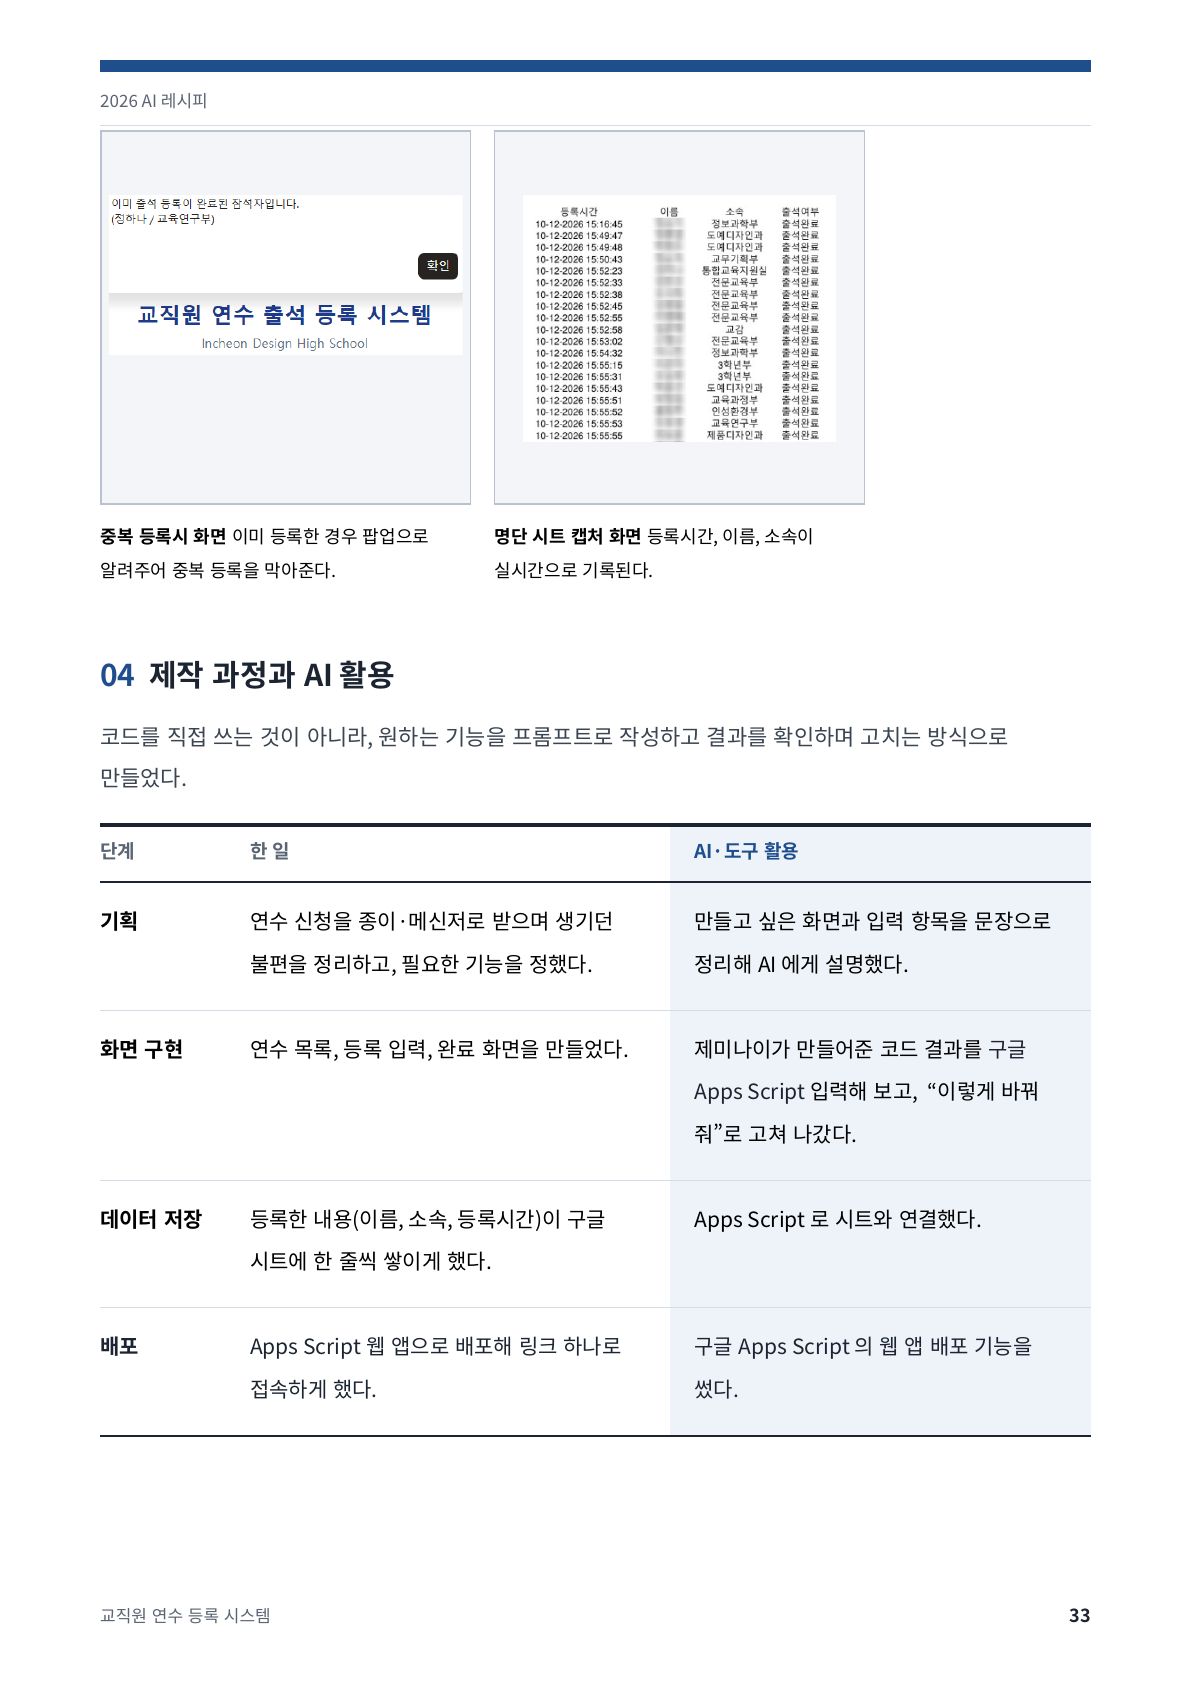 2026 AI 레시피
이미 출석 등록이 완료된 참석자입니다.
(정하나 / 교육연구부)
확인
교직원 연수 출석 등록 시스템
Incheon Design High School
등록시간 이름 소속 출석여부
10-12-2026 15:16:45 정보과학부 출석완료
10-12-2026 15:49:47 도예디자인과 출석완료
10-12-2026 15:49:48 도예디자인과 출석완료
10-12-2026 15:50:43 교무기획부 출석완료
10-12-2026 15:52:23 통합교육지원실 출석완료
10-12-2026 15:52:33 전문교육부 출석완료
10-12-2026 15:52:38 전문교육부 출석완료
10-12-2026 15:52:45 전문교육부 출석완료
10-12-2026 15:52:55 전문교육부 출석완료
10-12-2026 15:52:58 교감 출석완료
10-12-2026 15:53:02 전문교육부 출석완료
10-12-2026 15:54:32 정보과학부 출석완료
10-12-2026 15:55:15 3학년부 출석완료
10-12-2026 15:55:31 3학년부 출석완료
10-12-2026 15:55:43 도예디자인과 출석완료
10-12-2026 15:55:51 교육과정부 출석완료
10-12-2026 15:55:52 인성환경부 출석완료
10-12-2026 15:55:53 교육연구부 출석완료
10-12-2026 15:55:55 제품디자인과 출석완료
중복 등록시 화면 이미 등록한 경우 팝업으로
알려주어 중복 등록을 막아준다.
명단 시트 캡처 화면 등록시간, 이름, 소속이
실시간으로 기록된다.
04 제작 과정과 AI 활용
코드를 직접 쓰는 것이 아니라, 원하는 기능을 프롬프트로 작성하고 결과를 확인하며 고치는 방식으로
만들었다.
단계 한 일 AI·도구 활용
기획
연수 신청을 종이·메신저로 받으며 생기던
불편을 정리하고, 필요한 기능을 정했다.
만들고 싶은 화면과 입력 항목을 문장으로
정리해 AI 에게 설명했다.
화면 구현
연수 목록, 등록 입력, 완료 화면을 만들었다.
제미나이가 만들어준 코드 결과를 구글
Apps Script 입력해 보고, “이렇게 바꿔
줘”로 고쳐 나갔다.
데이터 저장
등록한 내용(이름, 소속, 등록시간)이 구글
시트에 한 줄씩 쌓이게 했다.
Apps Script 로 시트와 연결했다.
배포
Apps Script 웹 앱으로 배포해 링크 하나로
접속하게 했다.
구글 Apps Script 의 웹 앱 배포 기능을
썼다.
교직원 연수 등록 시스템
33